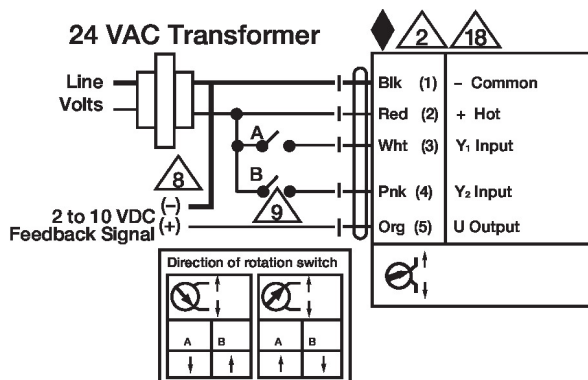 24 VAC Transformer
2 18
Line
Volts
Blk (1) – Common
Red (2) + Hot
A
Wht (3) Y₁ Input
B
Pnk (4) Y₂ Input
8
9
2 to 10 VDC (–)
Feedback Signal (+)
Org (5) U Output
Direction of rotation switch
A B A B